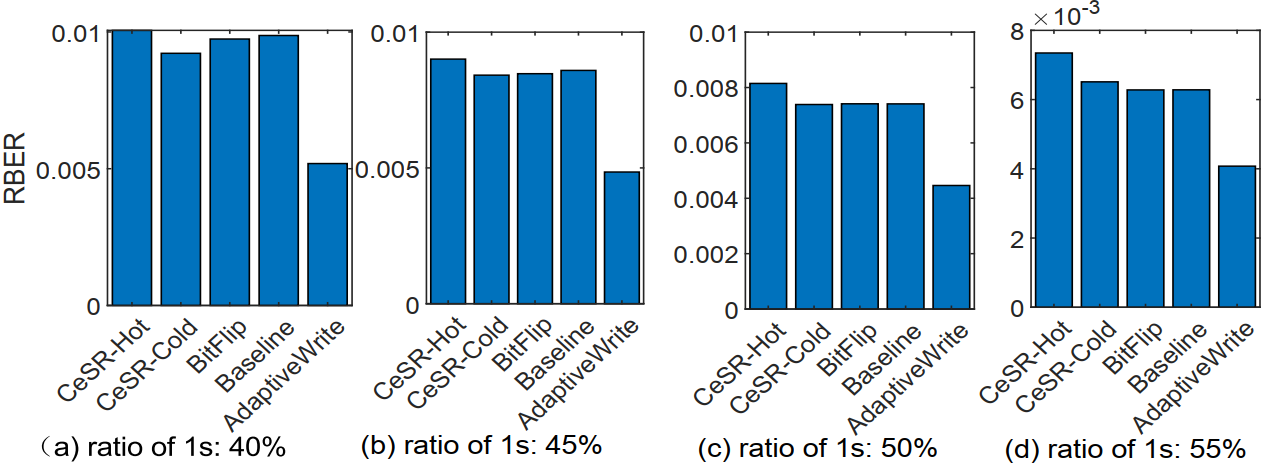 RBER
0.01
0.005
0
CeSR-Hot
CeSR-Cold
BitFlip
Baseline
AdaptiveWrite
（a) ratio of 1s: 40%
0.01
0.005
0
CeSR-Hot
CeSR-Cold
BitFlip
Baseline
AdaptiveWrite
(b) ratio of 1s: 45%
0.01
0.008
0.006
0.004
0.002
0
CeSR-Hot
CeSR-Cold
BitFlip
Baseline
AdaptiveWrite
(c) ratio of 1s: 50%
×10⁻³
8
6
4
2
0
CeSR-Hot
CeSR-Cold
BitFlip
Baseline
AdaptiveWrite
(d) ratio of 1s: 55%